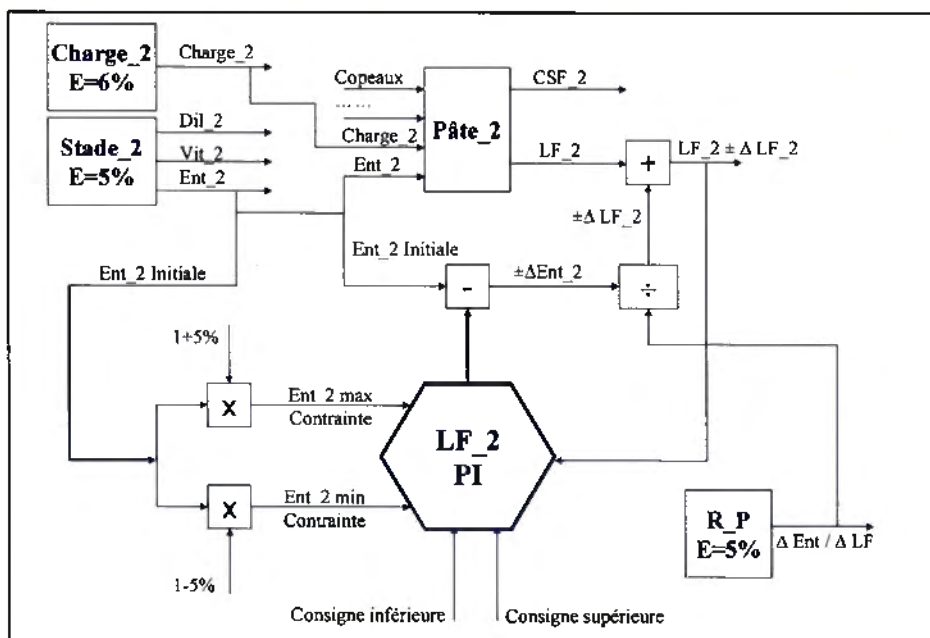 Charge_2
E=6%
Charge_2
Stade_2
E=5%
Dil_2
Vit_2
Ent_2
Copeaux
......
Charge_2
Ent_2
Pâte_2
CSF_2
LF_2
+
LF_2 ± Δ LF_2
±Δ LF_2
Ent_2 Initiale
Ent_2 Initiale
-
±ΔEnt_2
÷
1+5%
X
Ent_2 max
Contrainte
LF_2
PI
X
Ent_2 min
Contrainte
1-5%
R_P
E=5%
Δ Ent / Δ LF
Consigne inférieure
Consigne supérieure